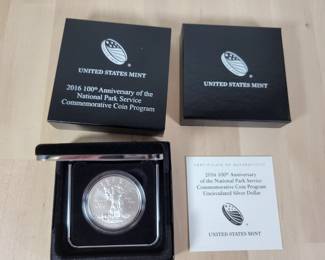 UNITED STATES MINT
2016 100th Anniversary of the
National Park Service
Commemorative Coin Program
UNITED STATES MINT
CERTIFICATE OF AUTHENTICITY
2016 100th Anniversary
of the National Park Service
Commemorative Coin Program
Uncirculated Silver Dollar
UNITED STATES MINT